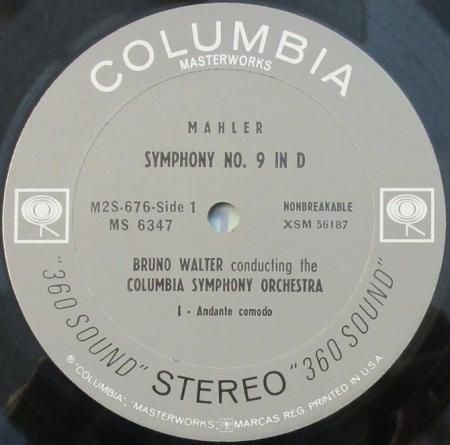 COLUMBIA
MASTERWORKS
MAHLER
SYMPHONY NO. 9 IN D
M2S-676-Side 1
MS 6347
NONBREAKABLE
XSM 56187
BRUNO WALTER conducting the
COLUMBIA SYMPHONY ORCHESTRA
I - Andante comodo
"360 SOUND" STEREO "360 SOUND"
® "COLUMBIA", "MASTERWORKS", MARCAS REG. PRINTED IN U.S.A.